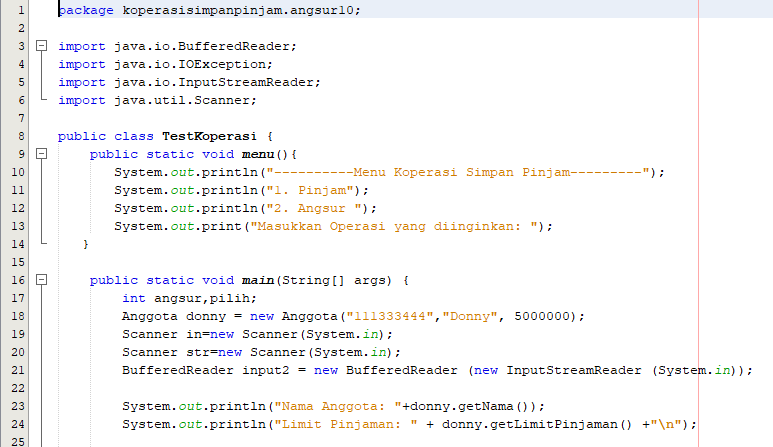 1 package koperasisimpanpinjam.angsur10;
2
3 import java.io.BufferedReader;
4 import java.io.IOException;
5 import java.io.InputStreamReader;
6 import java.util.Scanner;
7
8 public class TestKoperasi {
9 public static void menu(){
10 System.out.println("----------Menu Koperasi Simpan Pinjam---------");
11 System.out.println("1. Pinjam");
12 System.out.println("2. Angsur ");
13 System.out.print("Masukkan Operasi yang diinginkan: ");
14 }
15
16 public static void main(String[] args) {
17 int angsur,pilih;
18 Anggota donny = new Anggota("111333444","Donny", 5000000);
19 Scanner in=new Scanner(System.in);
20 Scanner str=new Scanner(System.in);
21 BufferedReader input2 = new BufferedReader (new InputStreamReader (System.in));
22
23 System.out.println("Nama Anggota: "+donny.getNama());
24 System.out.println("Limit Pinjaman: " + donny.getLimitPinjaman() +"\n");
25